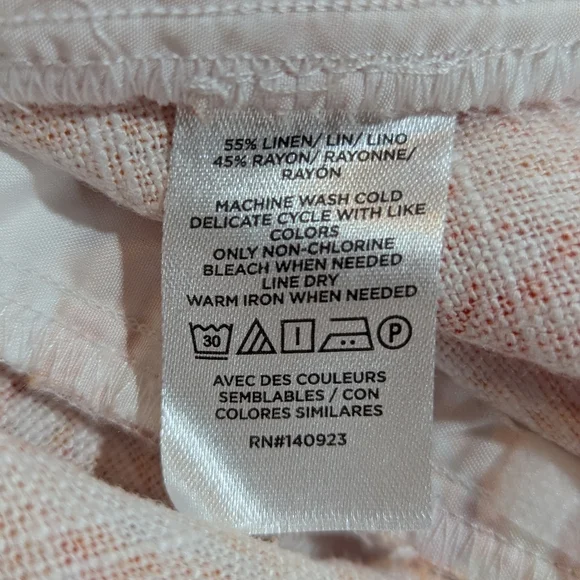 55% LINEN/ LIN/ LINO
45% RAYON/ RAYONNE/
RAYON
MACHINE WASH COLD
DELICATE CYCLE WITH LIKE
COLORS
ONLY NON-CHLORINE
BLEACH WHEN NEEDED
LINE DRY
WARM IRON WHEN NEEDED
30 P
AVEC DES COULEURS
SEMBLABLES / CON
COLORES SIMILARES
RN#140923